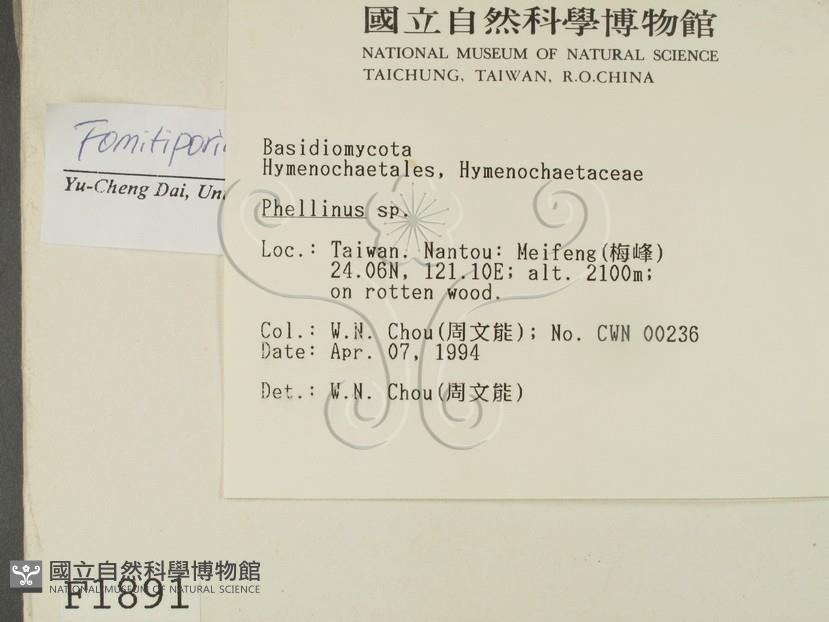 國立自然科學博物館
NATIONAL MUSEUM OF NATURAL SCIENCE
TAICHUNG, TAIWAN, R.O.CHINA
Yu-Cheng Dai,
Basidiomycota
Hymenochaetales, Hymenochaetaceae
Phellinus sp.
Loc.: Taiwan. Nantou: Meifeng(梅峰)
24.06N, 121.10E; alt. 2100m;
on rotten wood.
Col.: W.N. Chou(周文能); No. CWN 00236
Date: Apr. 07, 1994
Det.: W.N. Chou(周文能)
國立自然科學博物館
NATIONAL MUSEUM OF NATURAL SCIENCE
F1891